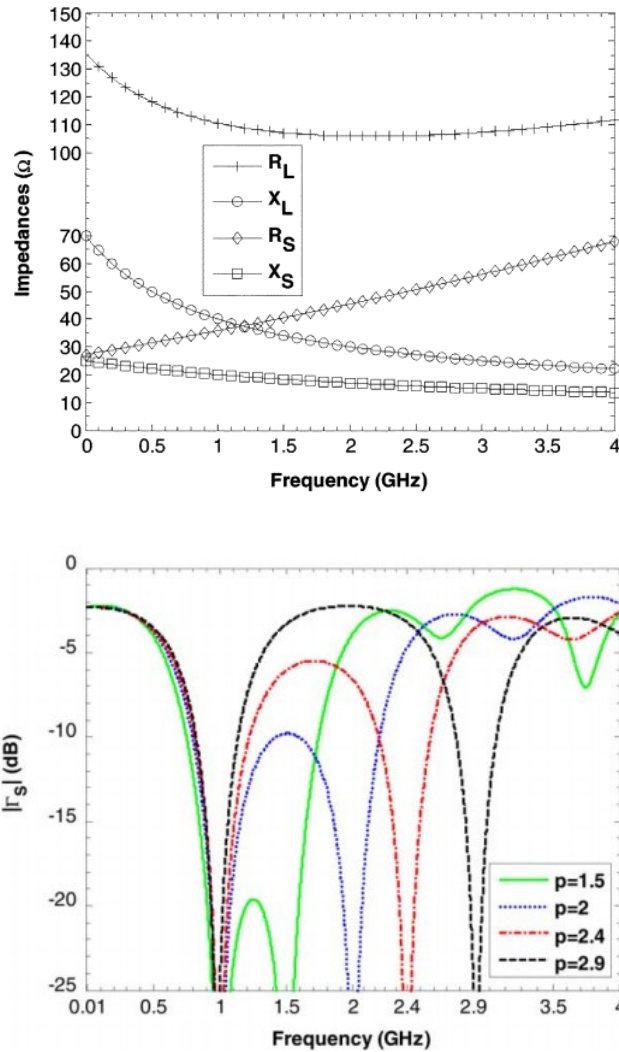 150
140
130
120
110
100
70
60
50
40
30
20
10
0
Impedances (Ω)
R_L
X_L
R_S
X_S
0 0.5 1 1.5 2 2.5 3 3.5 4
Frequency (GHz)
0
-5
-10
-15
-20
-25
|Γ_S| (dB)
p=1.5
p=2
p=2.4
p=2.9
0.01 0.5 1 1.5 2 2.4 2.9 3.5 4
Frequency (GHz)